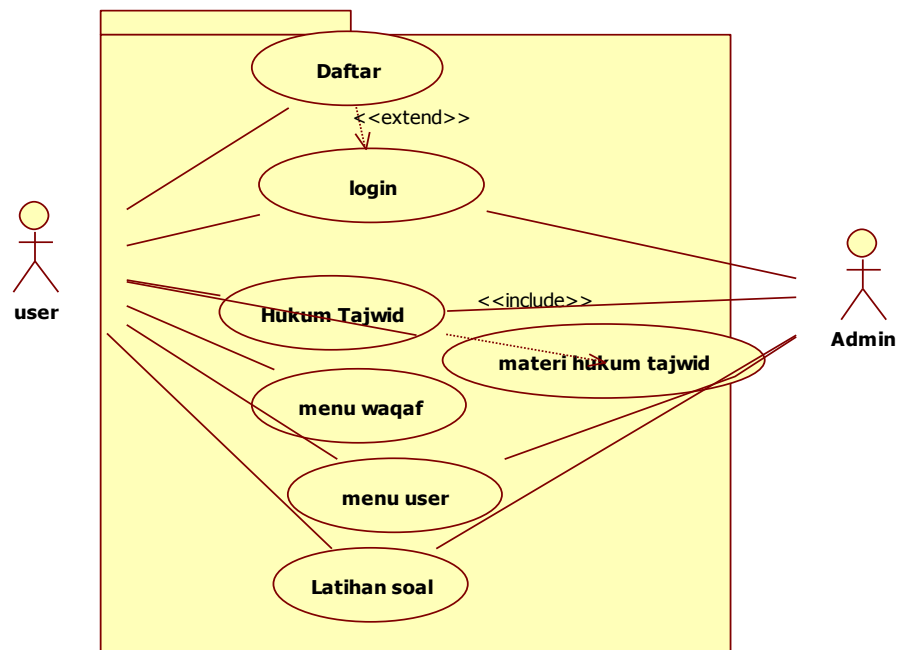 Daftar
<<extend>>
login
user
Hukum Tajwid
<<include>>
Admin
materi hukum tajwid
menu waqaf
menu user
Latihan soal